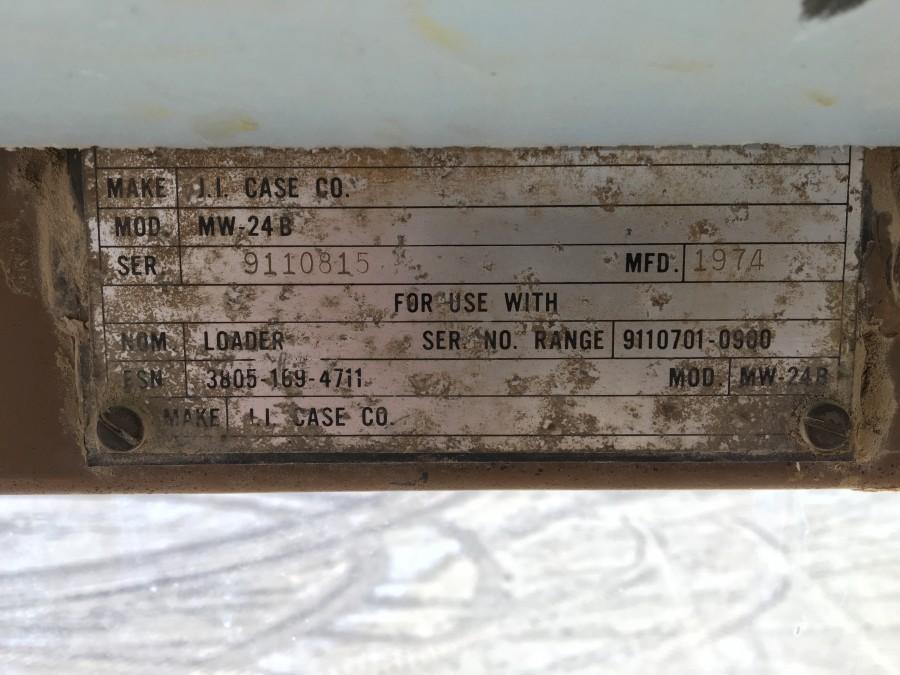 MAKE J.I. CASE CO.
MOD. MW-24B
SER. 9110815 MFD. 1974
FOR USE WITH
NOM. LOADER SER. NO. RANGE 9110701-0900
FSN 3805-169-4711 MOD. MW-24B
MAKE J.I. CASE CO.